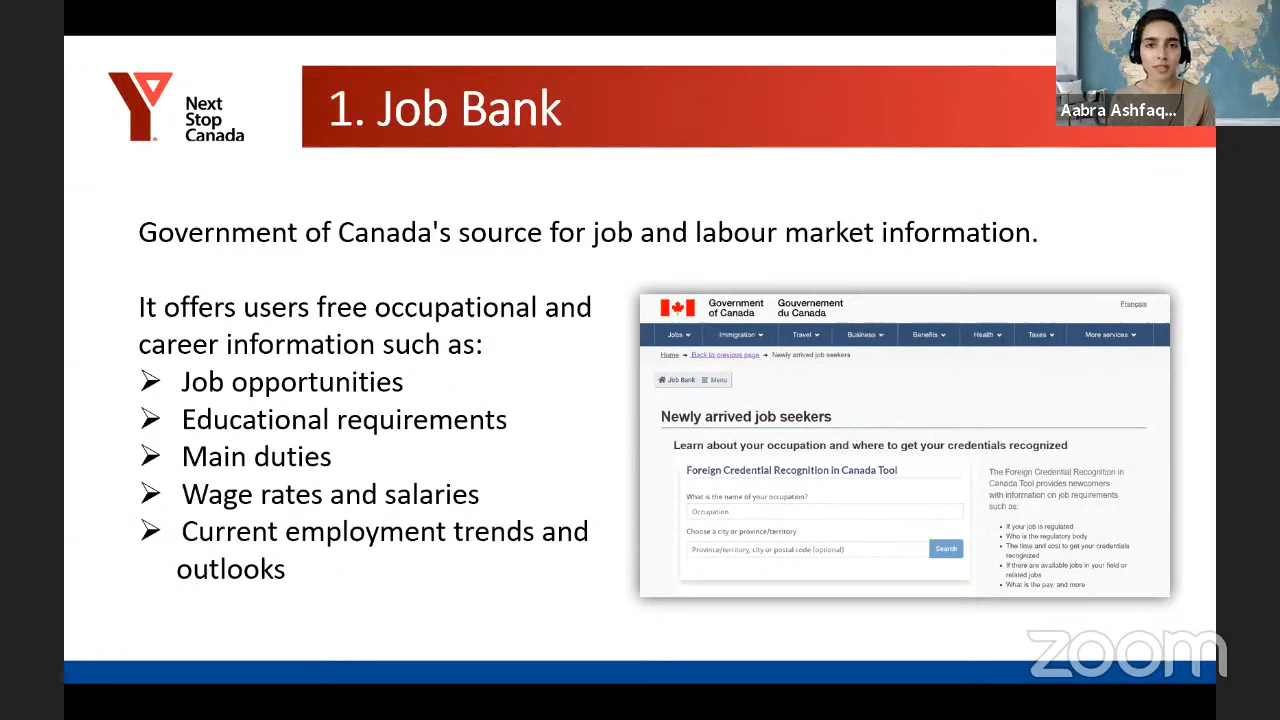 Next
Stop
Canada
1. Job Bank
Aabra Ashfaq...
Government of Canada's source for job and labour market information.
It offers users free occupational and
career information such as:
Job opportunities
Educational requirements
Main duties
Wage rates and salaries
Current employment trends and
outlooks
Government
of Canada
Gouvernement
du Canada
Français
Jobs Immigration Travel Business Benefits Health Taxes More services
Home Back to previous page Newly arrived job seekers
Job Bank Menu
Newly arrived job seekers
Learn about your occupation and where to get your credentials recognized
Foreign Credential Recognition in Canada Tool
What is the name of your occupation?
Occupation
Choose a city or province/territory
Province/territory, city or postal code (optional)
Search
The Foreign Credential Recognition in
Canada Tool provides newcomers
with information on job requirements
such as:
If your job is regulated
Who is the regulatory body
The time and cost to get your credentials
recognized
If there are available jobs in your field or
related jobs
What is the pay, and more
zoom